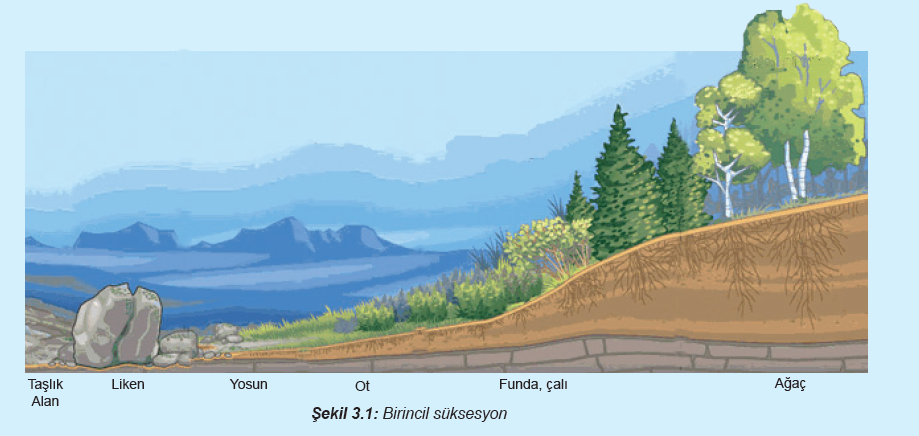 Taşlık Liken Yosun Ot Funda, çalı Ağaç
Alan
Şekil 3.1: Birincil süksesyon